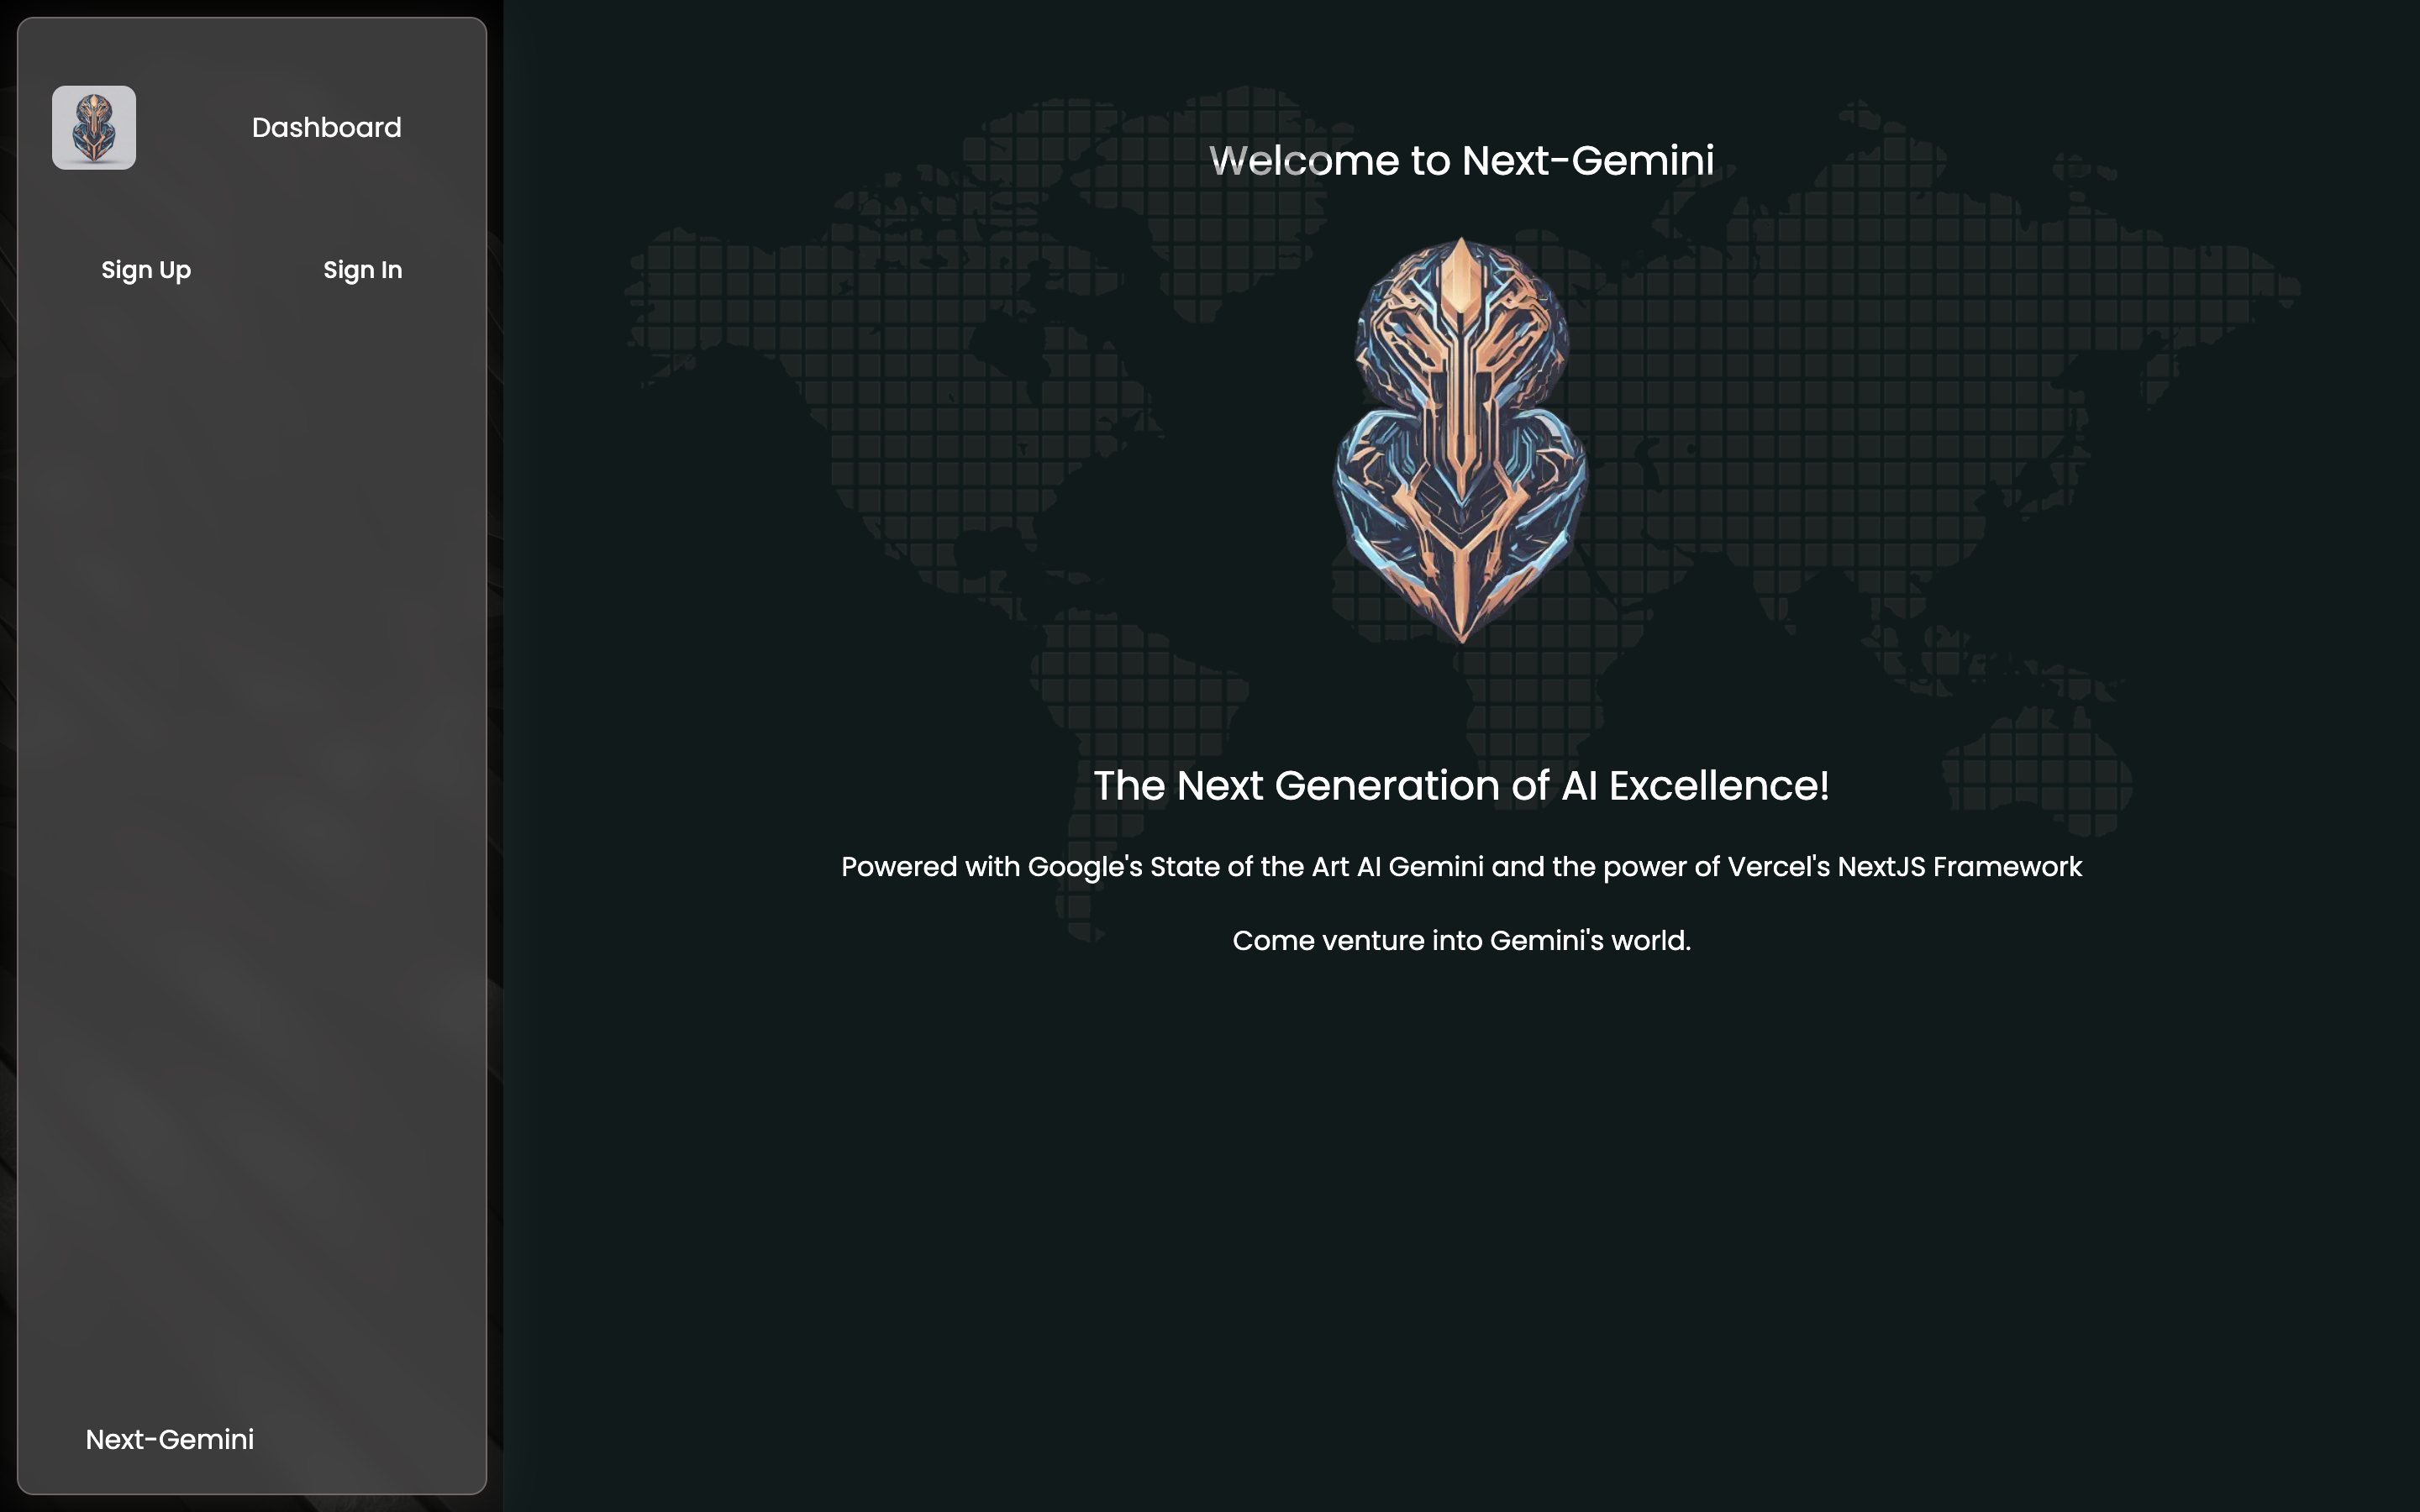 Dashboard
Sign Up
Sign In
Next-Gemini
Welcome to Next-Gemini
The Next Generation of AI Excellence!
Powered with Google's State of the Art AI Gemini and the power of Vercel's NextJS Framework
Come venture into Gemini's world.